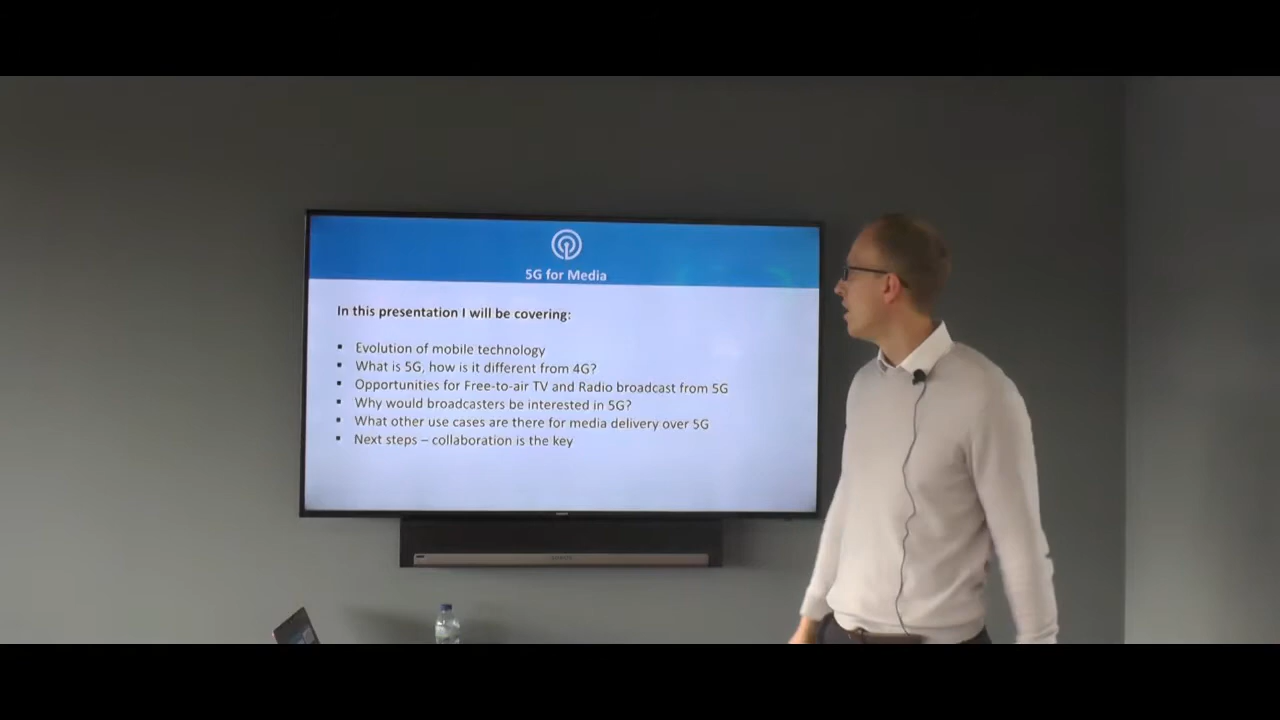 5G for Media
In this presentation I will be covering:
▪ Evolution of mobile technology
▪ What is 5G, how is it different from 4G?
▪ Opportunities for Free-to-air TV and Radio broadcast from 5G
▪ Why would broadcasters be interested in 5G?
▪ What other use cases are there for media delivery over 5G
▪ Next steps – collaboration is the key